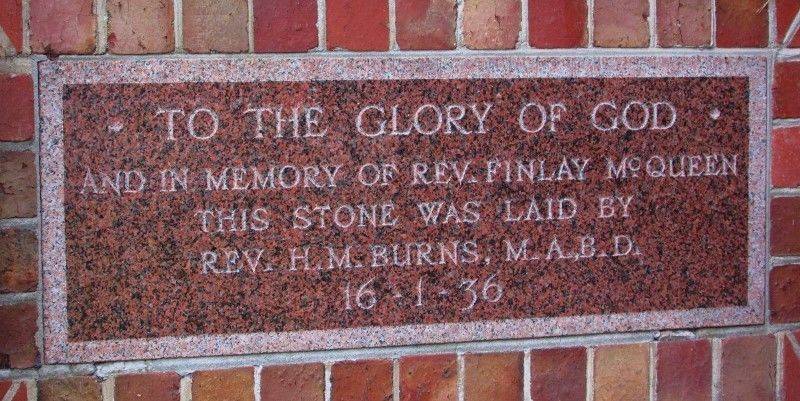 · TO THE GLORY OF GOD ·
AND IN MEMORY OF REV. FINLAY McQUEEN
THIS STONE WAS LAID BY
REV. H.M. BURNS, M.A.,B.D.
16-1-36